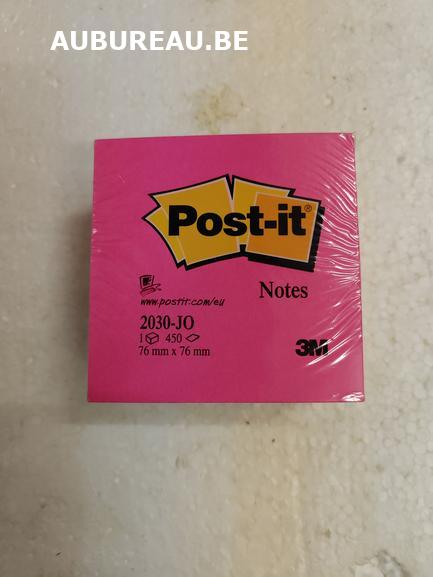 AUBUREAU.BE
Post-it®
Notes
www.postit.com/eu
2030-JO
1 450
76 mm x 76 mm
3M